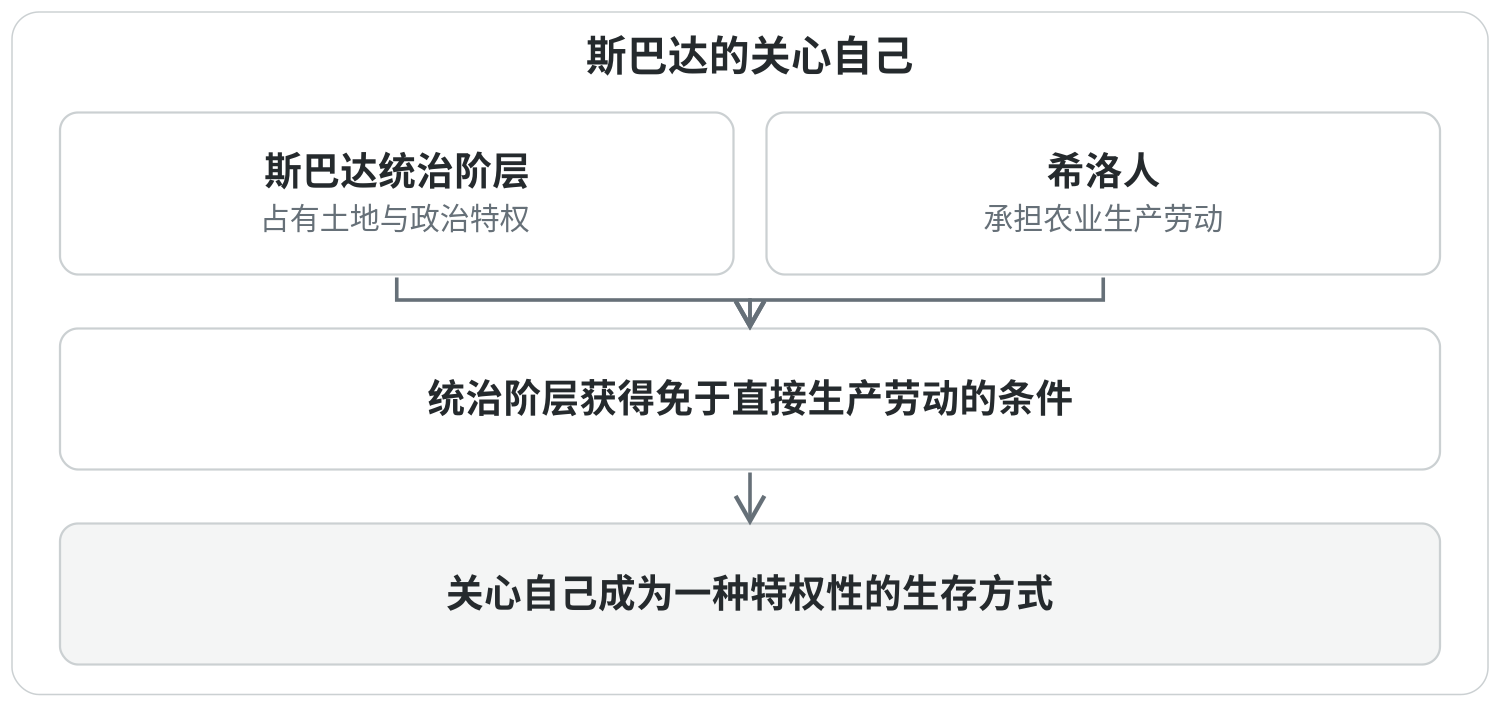 斯巴达的关心自己
斯巴达统治阶层
占有土地与政治特权
希洛人
承担农业生产劳动
统治阶层获得免于直接生产劳动的条件
关心自己成为一种特权性的生存方式